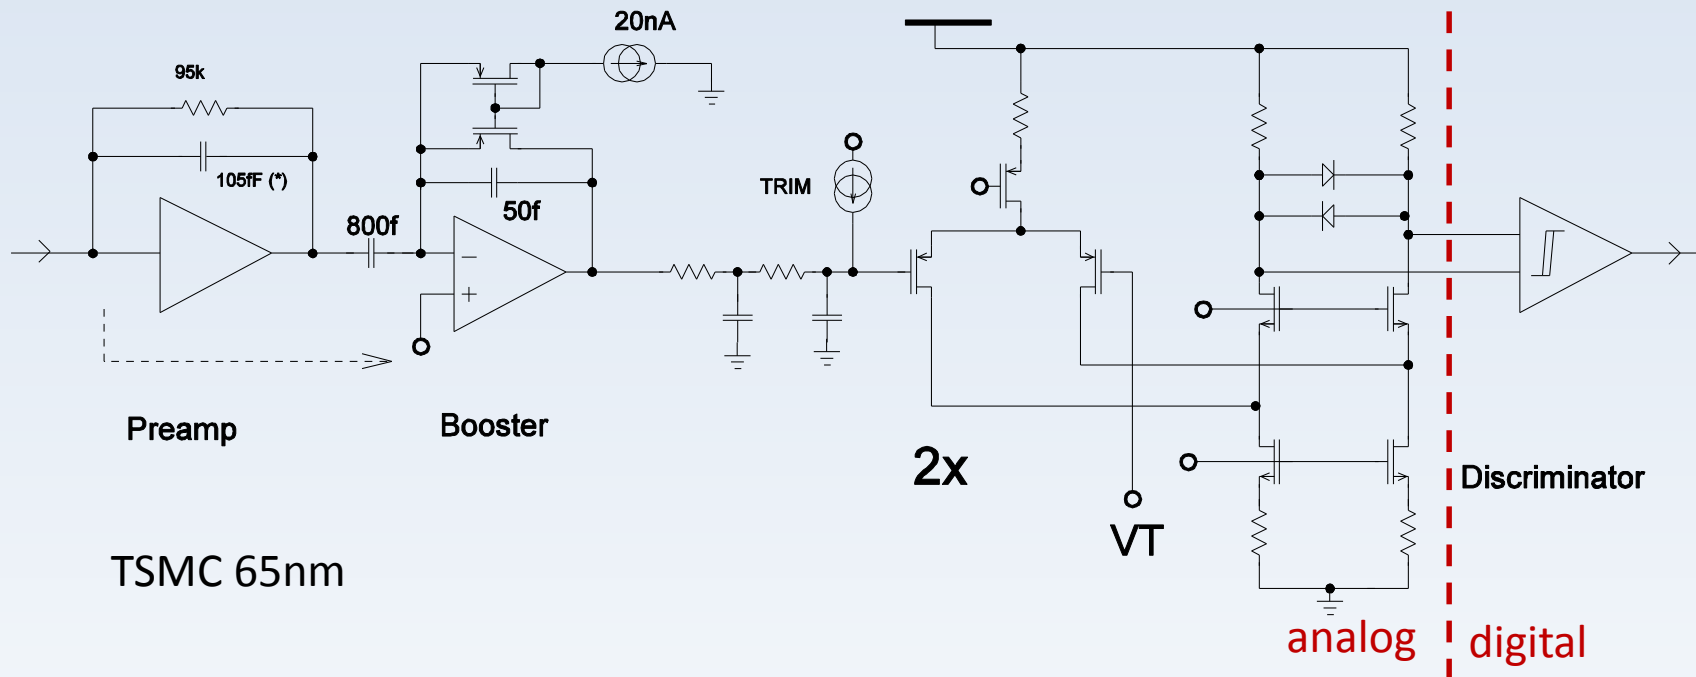 20nA
95k
105fF (*)
TRIM
800f
50f
−
+
Preamp
Booster
2x
Discriminator
VT
TSMC 65nm
analog
digital